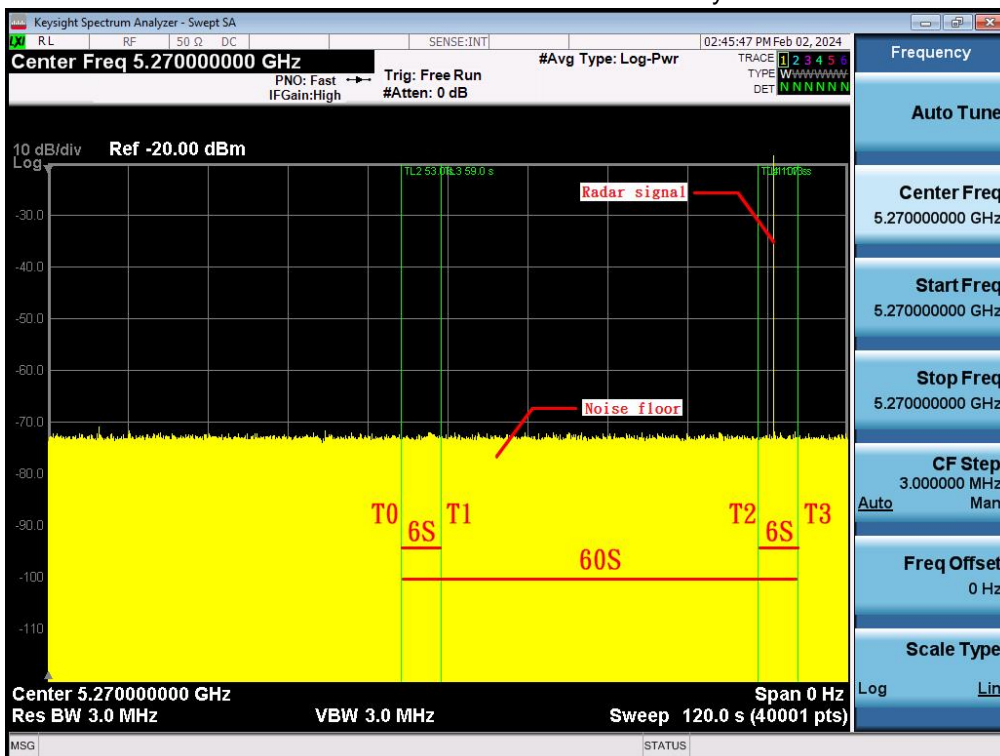 Keysight Spectrum Analyzer - Swept SA
LXI RL RF 50 Ω DC SENSE:INT 02:45:47 PM Feb 02, 2024
Center Freq 5.270000000 GHz
PNO: Fast
IFGain:High
Trig: Free Run
#Atten: 0 dB
#Avg Type: Log-Pwr
TRACE 1 2 3 4 5 6
TYPE WWWWWW
DET N N N N N N
10 dB/div Ref -20.00 dBm
Log
TL2 53.0 TL3 59.0 s
Radar signal
-30.0
-40.0
-50.0
-60.0
Noise floor
-70.0
-80.0
-90.0
-100
-110
T0 6S T1
T2 6S T3
60S
Center 5.270000000 GHz
Span 0 Hz
Res BW 3.0 MHz
VBW 3.0 MHz
Sweep 120.0 s (40001 pts)
MSG
STATUS
Frequency
Auto Tune
Center Freq
5.270000000 GHz
Start Freq
5.270000000 GHz
Stop Freq
5.270000000 GHz
CF Step
3.000000 MHz
Auto Man
Freq Offset
0 Hz
Scale Type
Log Lin